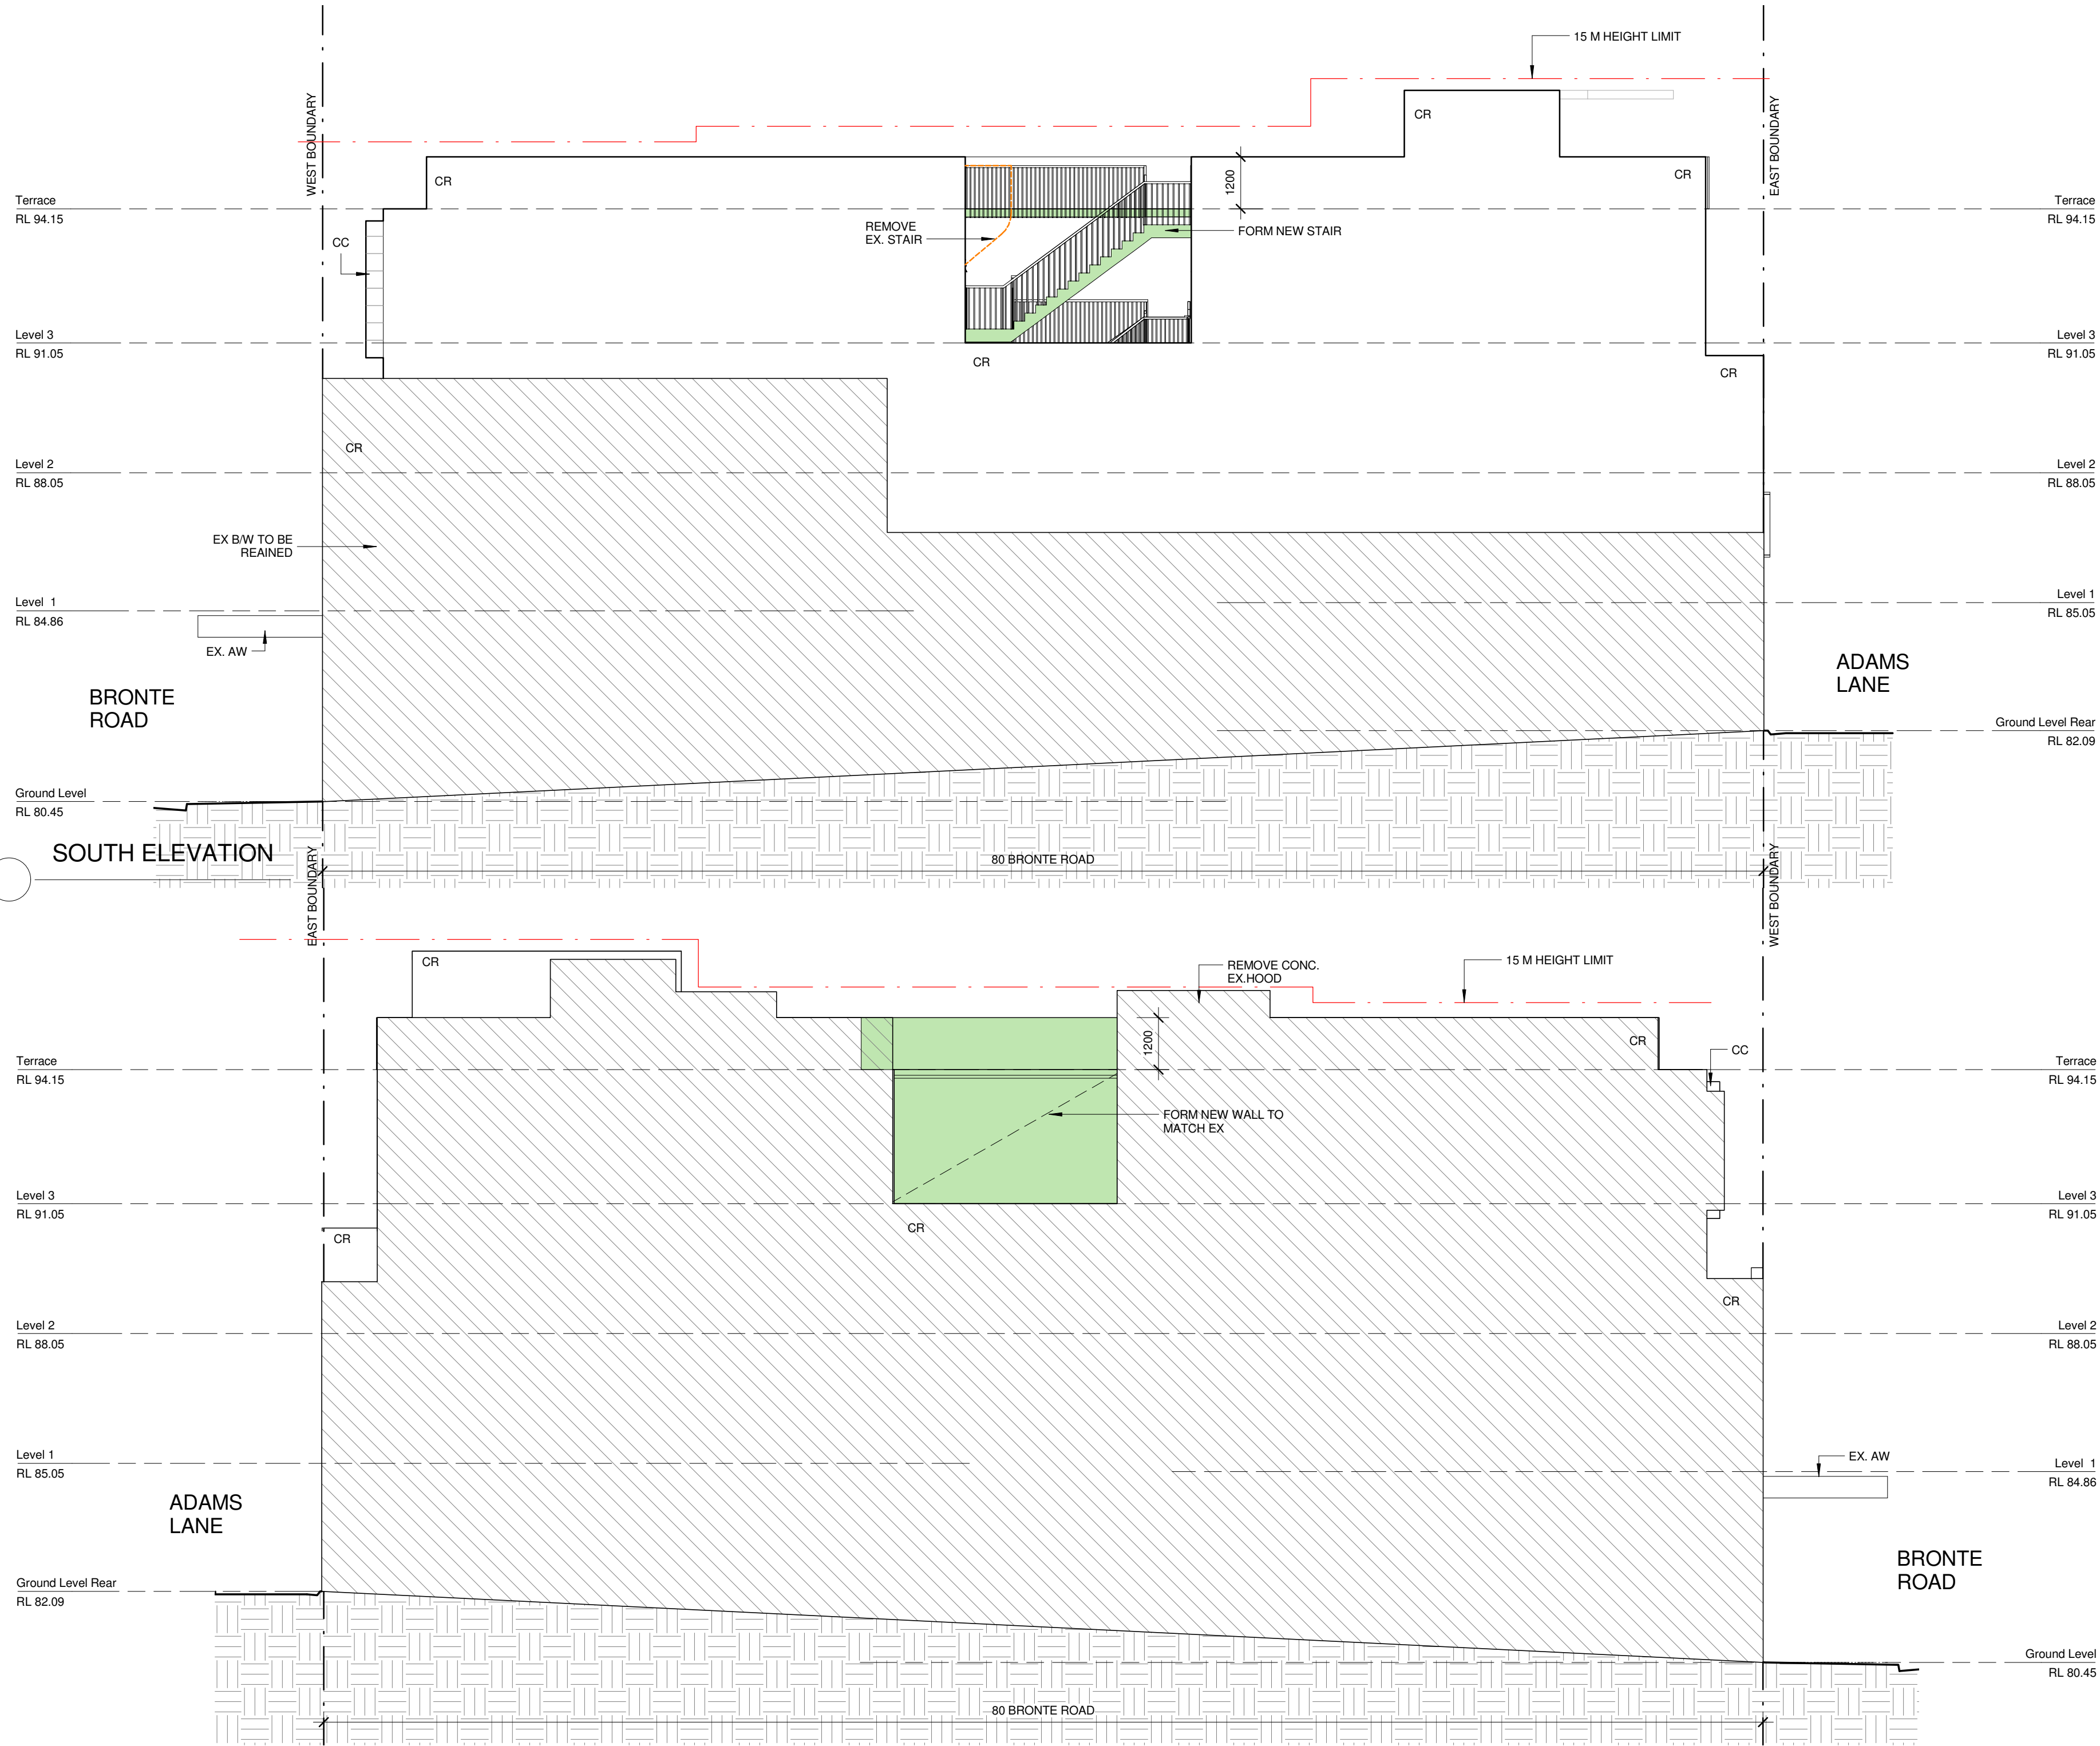 15 M HEIGHT LIMIT
WEST BOUNDARY
EAST BOUNDARY
CR
CR
CR
1200
Terrace
RL 94.15
Terrace
RL 94.15
REMOVE
EX. STAIR
FORM NEW STAIR
CC
Level 3
RL 91.05
Level 3
RL 91.05
CR
CR
CR
Level 2
RL 88.05
Level 2
RL 88.05
EX B/W TO BE
REAINED
Level 1
RL 84.86
Level 1
RL 85.05
EX. AW
BRONTE
ROAD
ADAMS
LANE
Ground Level Rear
RL 82.09
Ground Level
RL 80.45
SOUTH ELEVATION
80 BRONTE ROAD
EAST BOUNDARY
WEST BOUNDARY
CR
REMOVE CONC.
EX.HOOD
15 M HEIGHT LIMIT
1200
CR
CC
Terrace
RL 94.15
Terrace
RL 94.15
FORM NEW WALL TO
MATCH EX
Level 3
RL 91.05
Level 3
RL 91.05
CR
CR
CR
Level 2
RL 88.05
Level 2
RL 88.05
Level 1
RL 85.05
EX. AW
Level 1
RL 84.86
ADAMS
LANE
BRONTE
ROAD
Ground Level Rear
RL 82.09
Ground Level
RL 80.45
80 BRONTE ROAD